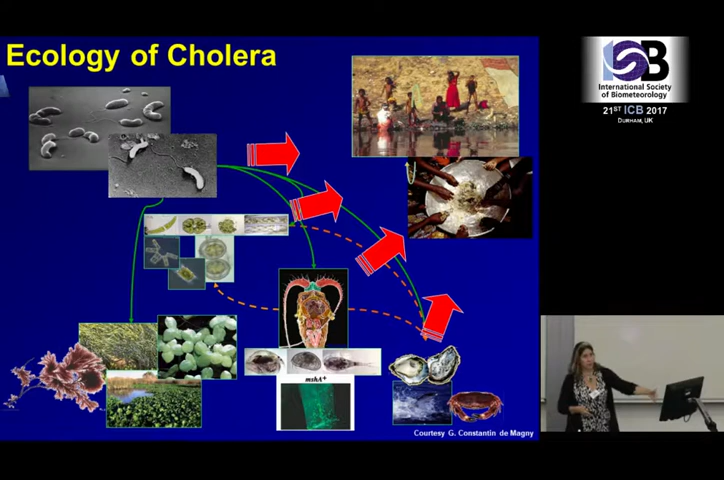 Ecology of Cholera
mshA+
Courtesy G. Constantin de Magny
ISB
International Society
of Biometeorology
21ST ICB 2017
DURHAM, UK